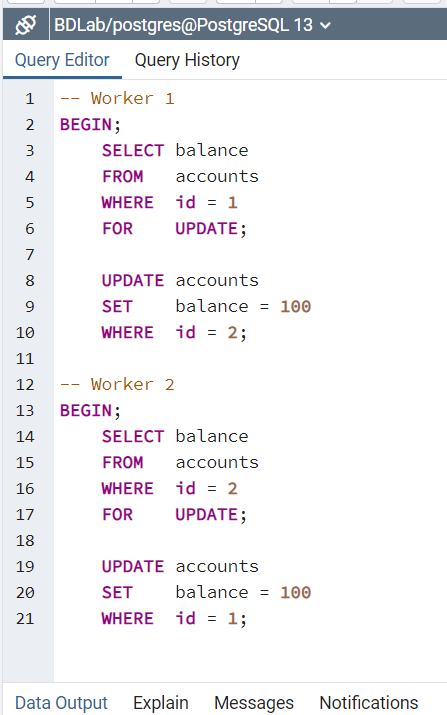 BDLab/postgres@PostgreSQL 13
Query Editor Query History
1 -- Worker 1
2 BEGIN;
3     SELECT balance
4     FROM   accounts
5     WHERE  id = 1
6     FOR    UPDATE;
7
8     UPDATE accounts
9     SET    balance = 100
10     WHERE  id = 2;
11
12 -- Worker 2
13 BEGIN;
14     SELECT balance
15     FROM   accounts
16     WHERE  id = 2
17     FOR    UPDATE;
18
19     UPDATE accounts
20     SET    balance = 100
21     WHERE  id = 1;
Data Output Explain Messages Notifications